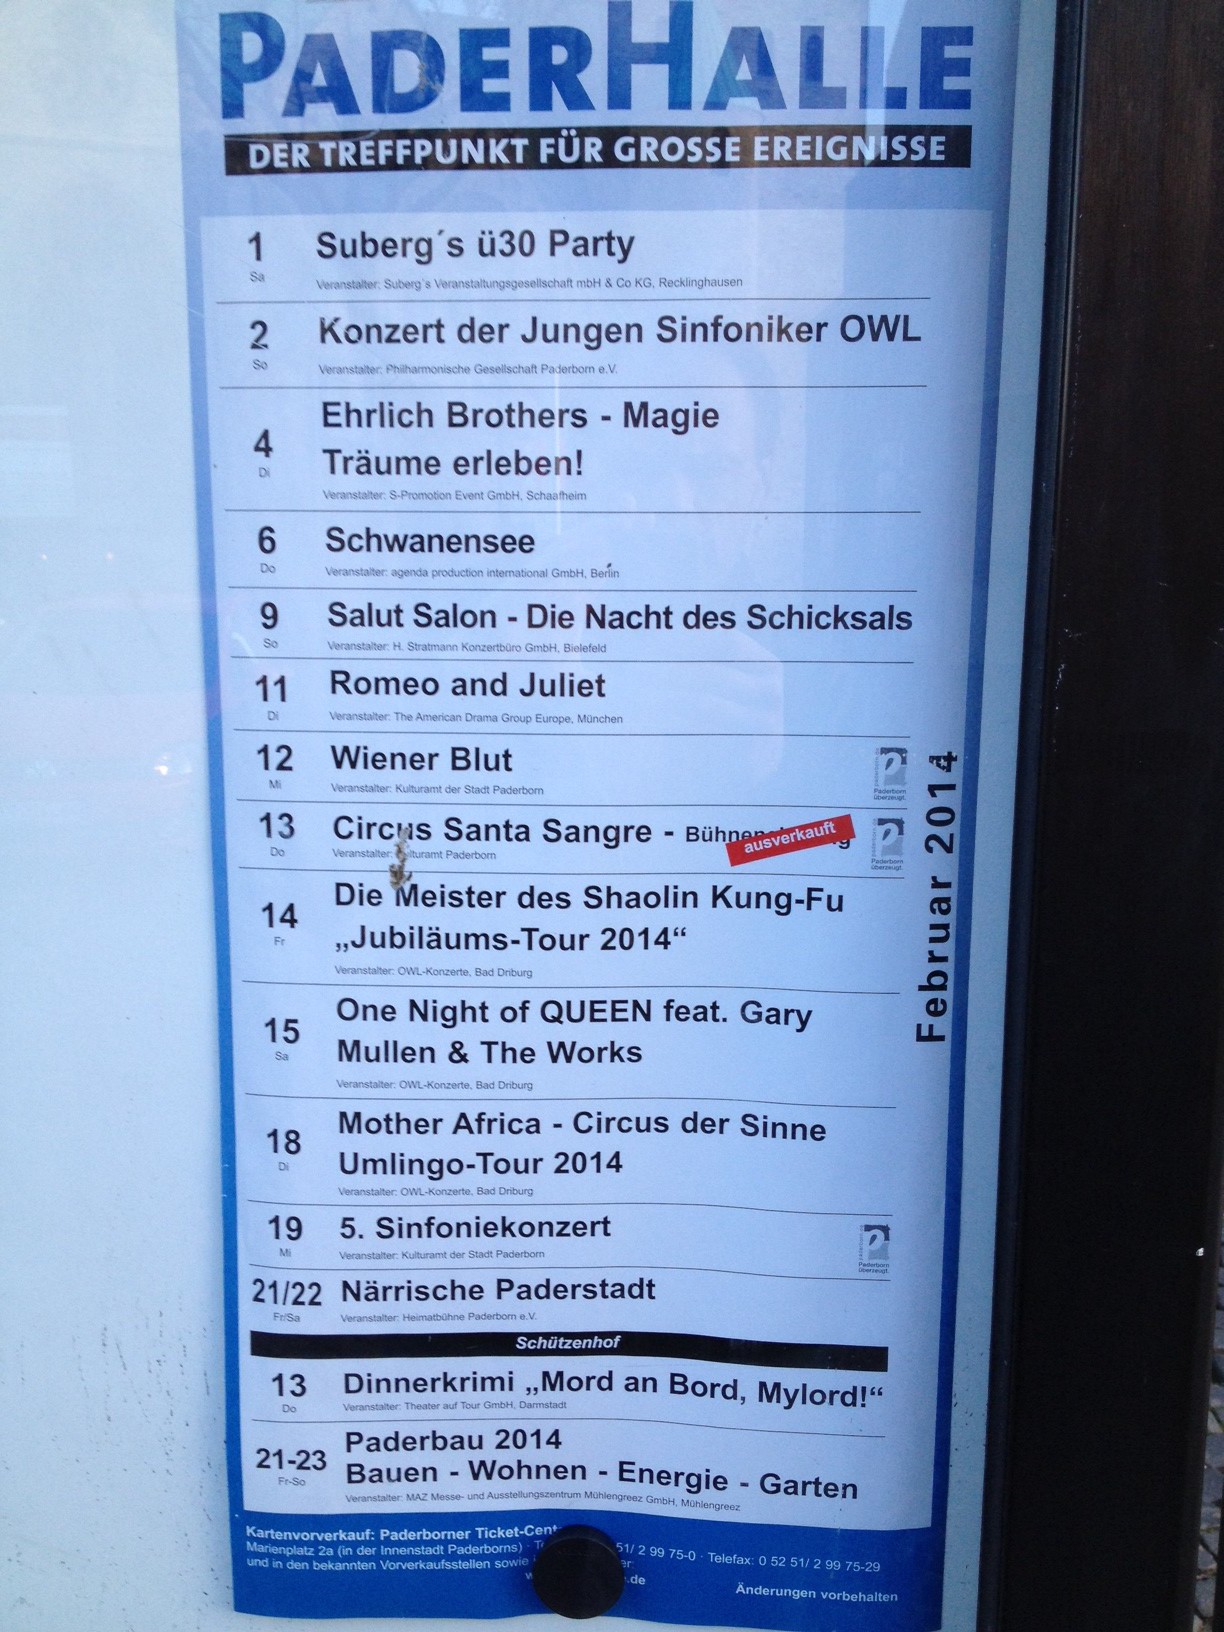 PADERHALLE
DER TREFFPUNKT FÜR GROSSE EREIGNISSE
1 Suberg´s ü30 Party
Sa Veranstalter: Suberg´s Veranstaltungsgesellschaft mbH & Co KG, Recklinghausen
2 Konzert der Jungen Sinfoniker OWL
So Veranstalter: Philharmonische Gesellschaft Paderborn e.V.
Ehrlich Brothers - Magie
4 Träume erleben!
Di Veranstalter: S-Promotion Event GmbH, Schaafheim
6 Schwanensee
Do Veranstalter: agenda production international GmbH, Berlin
9 Salut Salon - Die Nacht des Schicksals
So Veranstalter: H. Stratmann Konzertbüro GmbH, Bielefeld
11 Romeo and Juliet
Di Veranstalter: The American Drama Group Europe, München
12 Wiener Blut
Mi Veranstalter: Kulturamt der Stadt Paderborn
Paderborn
überzeugt.
13 Circus Santa Sangre -
ausverkauft
Do Veranstalter: Paderborn
Paderborn
überzeugt.
Die Meister des Shaolin Kung-Fu
14 „Jubiläums-Tour 2014“
Fr Veranstalter: OWL-Konzerte, Bad Driburg
One Night of QUEEN feat. Gary
15 Mullen & The Works
Sa Veranstalter: OWL-Konzerte, Bad Driburg
Mother Africa - Circus der Sinne
18 Umlingo-Tour 2014
Di Veranstalter: OWL-Konzerte, Bad Driburg
19 5. Sinfoniekonzert
Mi Veranstalter: Kulturamt der Stadt Paderborn
Paderborn
überzeugt.
21/22 Närrische Paderstadt
Fr/Sa Veranstalter: Heimatbühne Paderborn e.V.
Februar 2014
Schützenhof
13 Dinnerkrimi „Mord an Bord, Mylord!“
Do Veranstalter: Theater auf Tour GmbH, Darmstadt
Paderbau 2014
21-23 Bauen - Wohnen - Energie - Garten
Fr-So Veranstalter: MAZ Messe- und Ausstellungszentrum Mühlengreez GmbH, Mühlengreez
Kartenvorverkauf: Paderborner
Marienplatz 2a (in der Innenstadt Paderborns) · 51/ 2 99 75-0 · Telefax: 0 52 51/ 2 99 75-29
und in den bekannten Vorverkaufsstellen sowie
.de
Änderungen vorbehalten